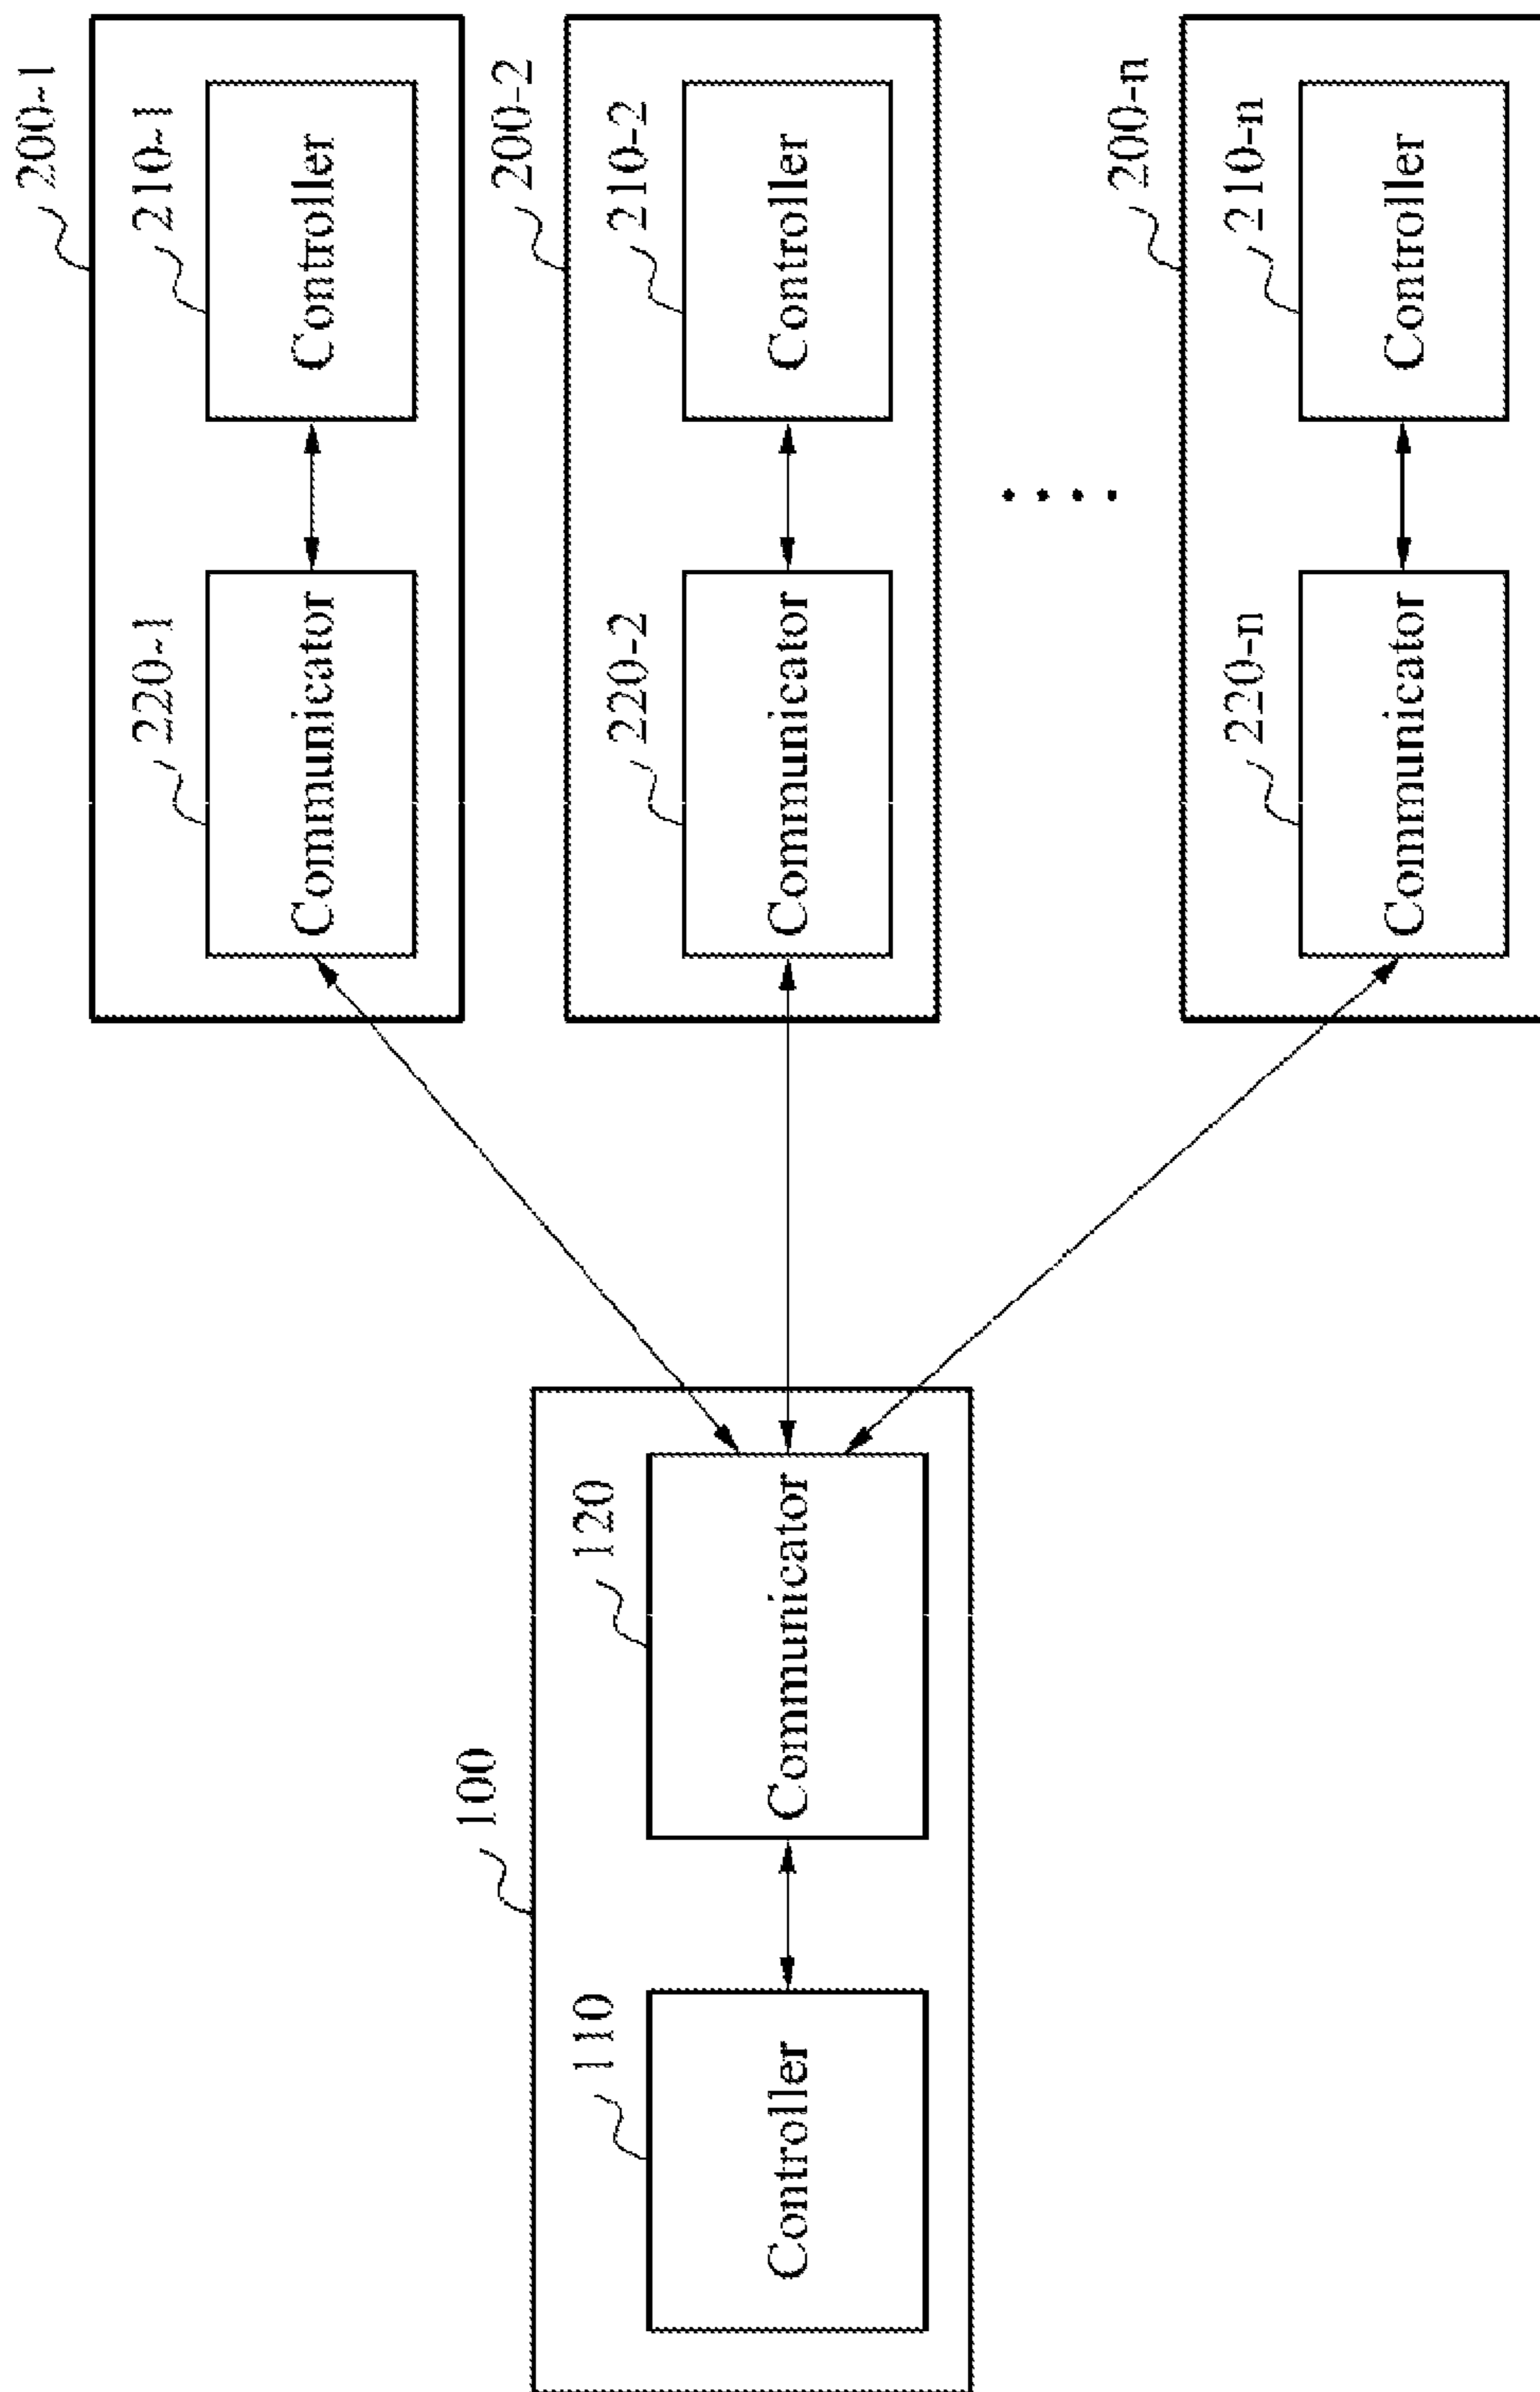 100
110
Controller
120
Communicator
200~1
220~1
Communicator
210~1
Controller
200-2
220-2
Communicator
210-2
Controller
200-n
220-n
Communicator
210-n
Controller